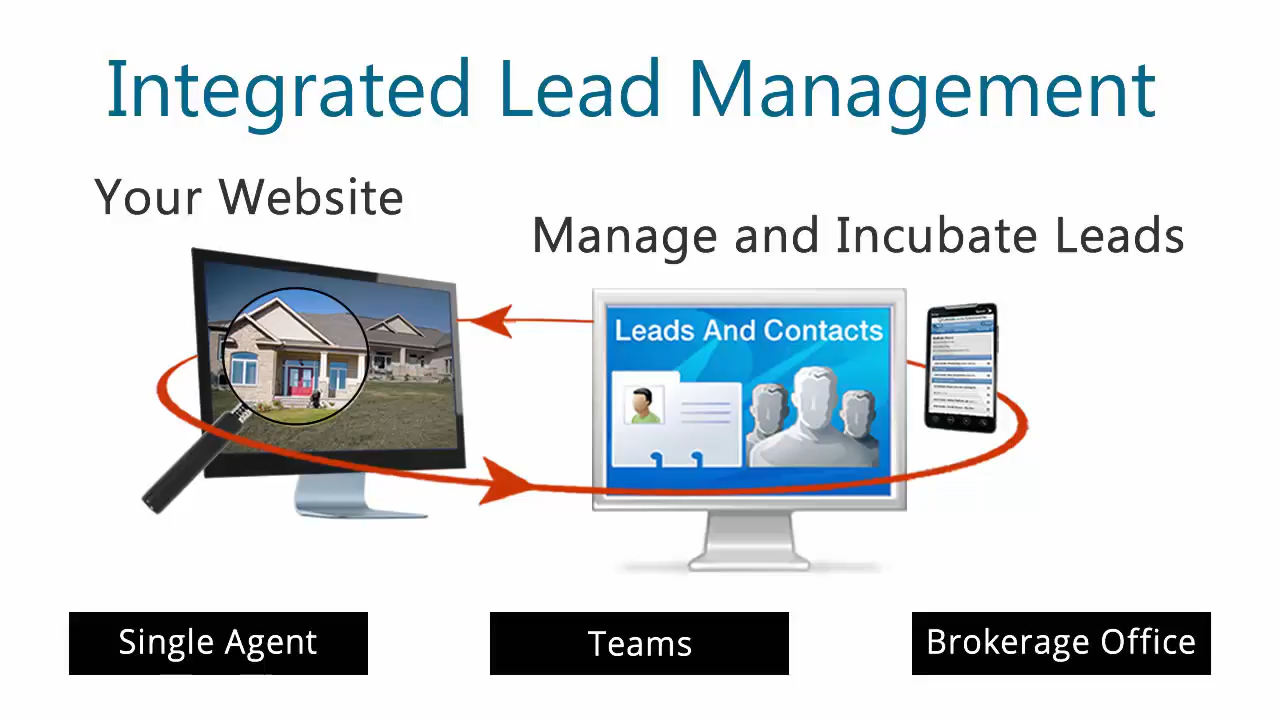 Integrated Lead Management
Your Website
Manage and Incubate Leads
Leads And Contacts
Single Agent
Teams
Brokerage Office